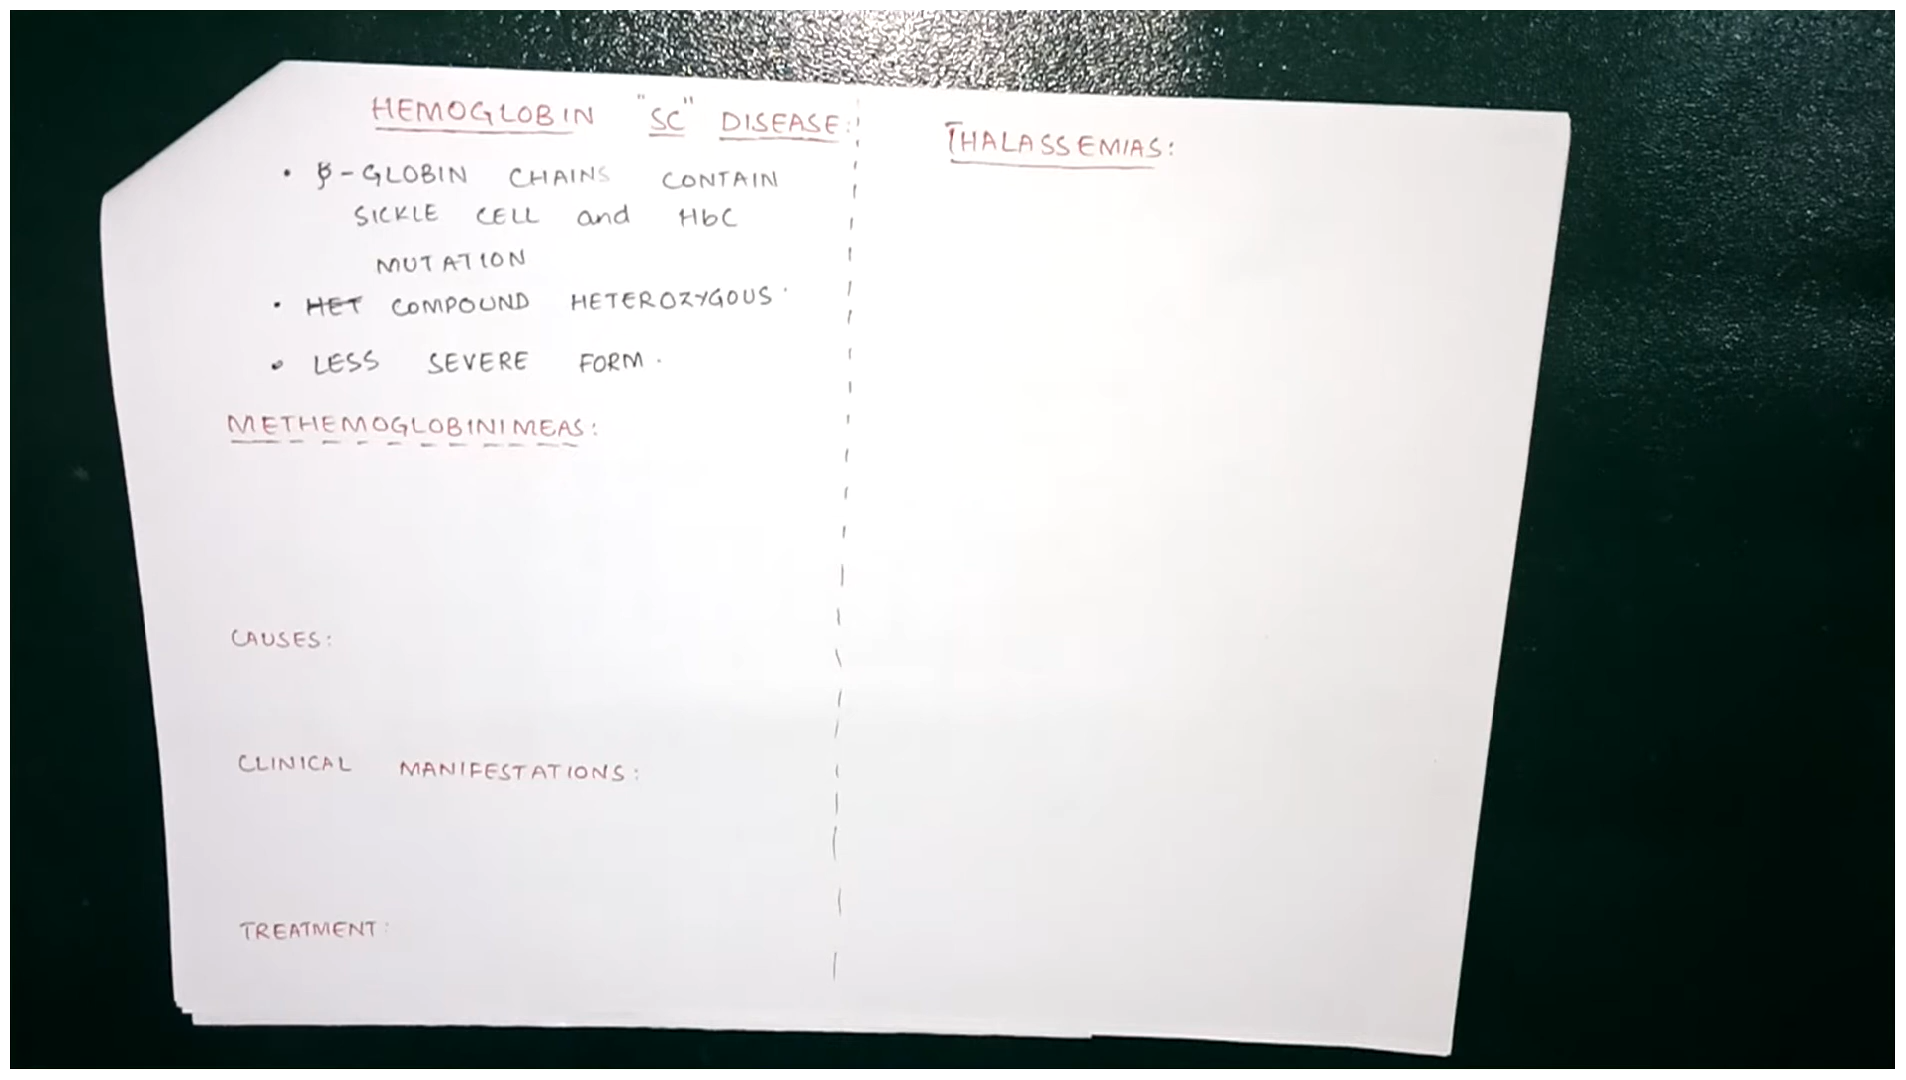 HEMOGLOBIN "SC" DISEASE:
• β-GLOBIN CHAINS CONTAIN
SICKLE CELL and HbC
MUTATION
• HET COMPOUND HETEROZYGOUS.
• LESS SEVERE FORM.
METHEMOGLOBINIMEAS:
CAUSES:
CLINICAL MANIFESTATIONS:
TREATMENT:
THALASSEMIAS: